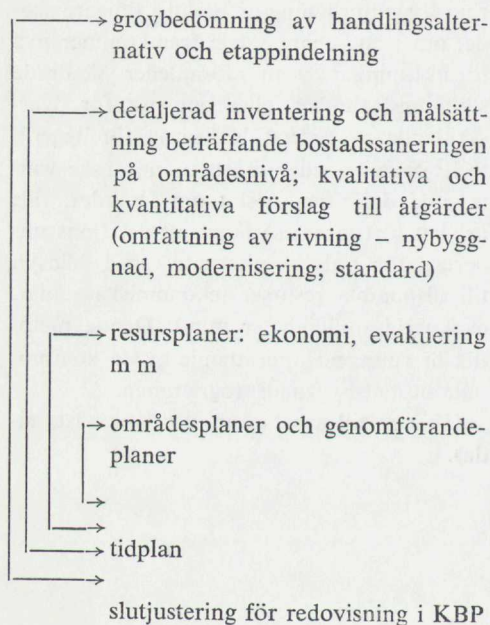 grovbedömning av handlingsalter-
nativ och etappindelning
detaljerad inventering och målsätt-
ning beträffande bostadssaneringen
på områdesnivå; kvalitativa och
kvantitativa förslag till åtgärder
(omfattning av rivning – nybygg-
nad, modernisering; standard)
resursplaner: ekonomi, evakuering
m m
områdesplaner och genomförande-
planer
tidplan
slutjustering för redovisning i KBP